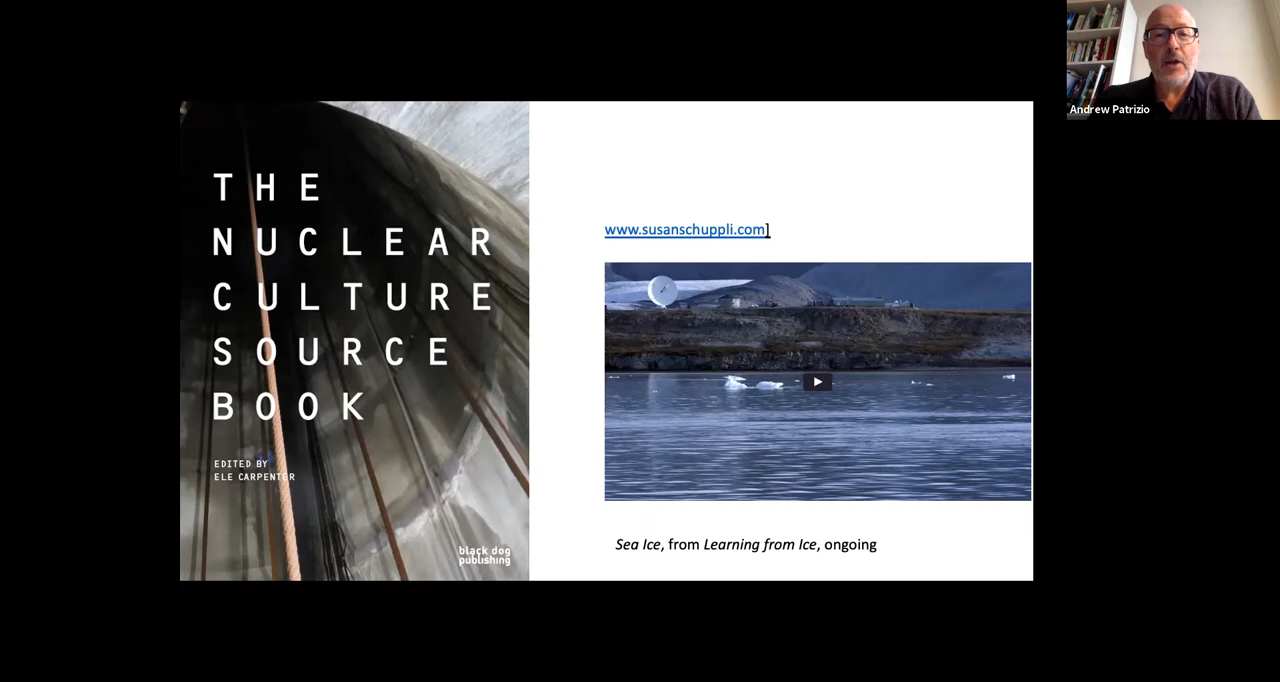 THE
NUCLEAR
CULTURE
SOURCE
BOOK
EDITED BY
ELE CARPENTER
black dog
publishing
www.susanschuppli.com]
Sea Ice, from Learning from Ice, ongoing
Andrew Patrizio